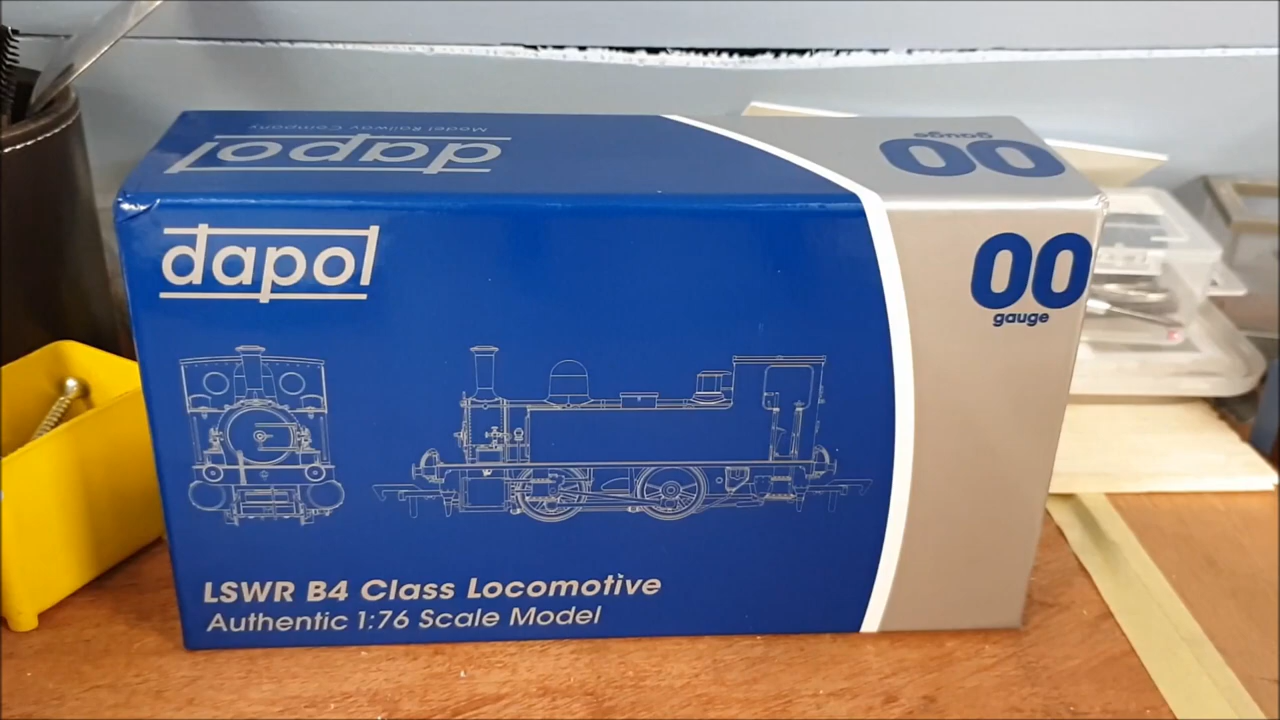 Model Railway Company
dapol
00
gauge
dapol
00
gauge
LSWR B4 Class Locomotive
Authentic 1:76 Scale Model